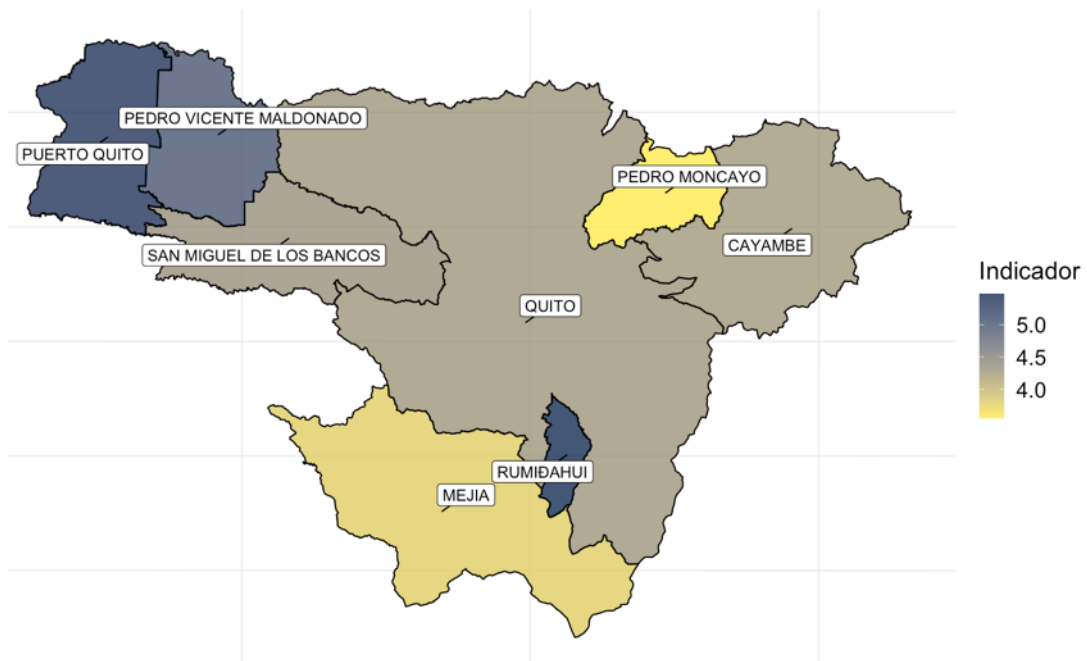 PEDRO VICENTE MALDONADO
PUERTO QUITO
PEDRO MONCAYO
CAYAMBE
SAN MIGUEL DE LOS BANCOS
QUITO
RUMIÐAHUI
MEJIA
Indicador
5.0
4.5
4.0